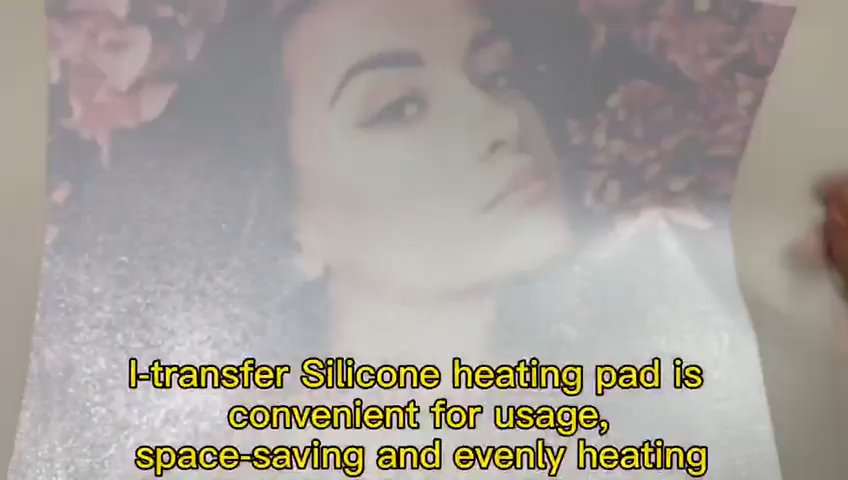 I-transfer Silicone heating pad is
convenient for usage,
space-saving and evenly heating